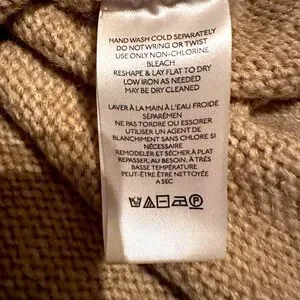 HAND WASH COLD SEPARATELY
DO NOT WRING OR TWIST
USE ONLY NON-CHLORINE
BLEACH
RESHAPE & LAY FLAT TO DRY
LOW IRON AS NEEDED
MAY BE DRY CLEANED
LAVER À LA MAIN À L'EAU FROIDE
SÉPARÉMEN
NE PAS TORDRE OU ESSORER
UTILISER UN AGENT DE
BLANCHIMENT SANS CHLORE SI
NÉCESSAIRE
REMODELER ET SÉCHER À PLAT
REPASSER, AU BESOIN, À TRÉS
BASSE TEMPÉRATURE
PEUT-ÊTRE ÊTRE NETTOYÉE
A SEC